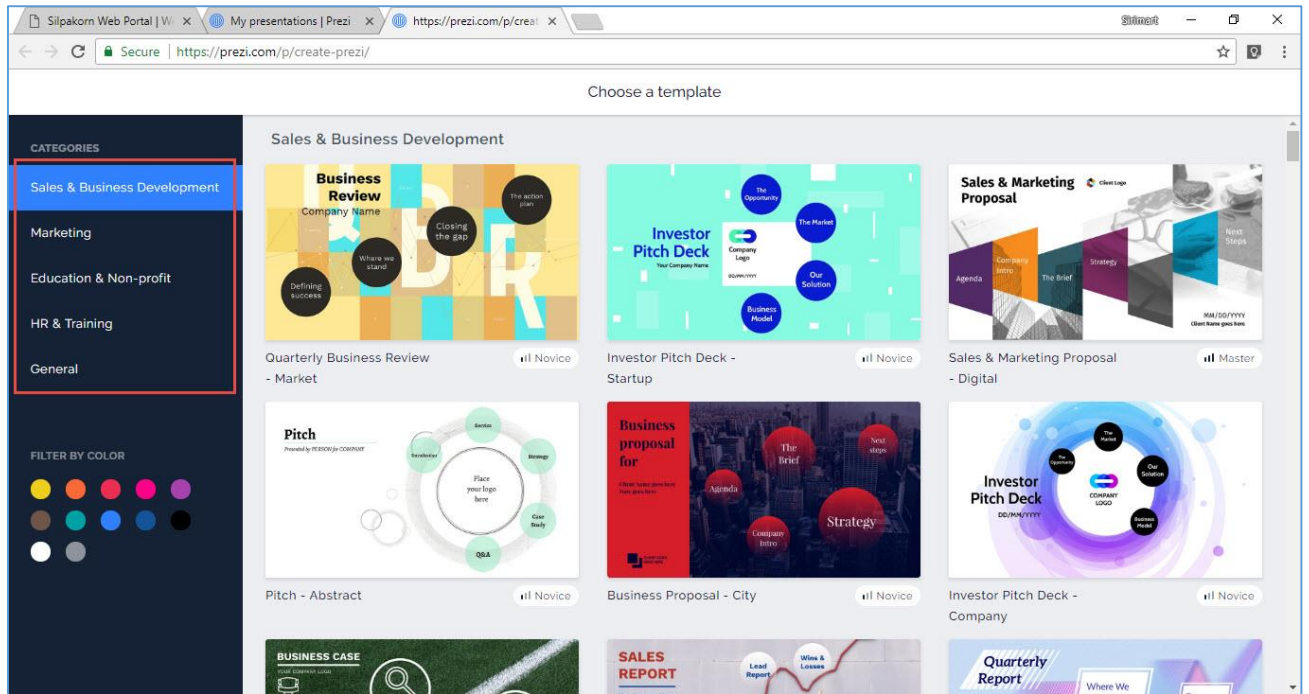 Silpakorn Web Portal | W
My presentations | Prezi
https://prezi.com/p/creat
Sirimart
Secure
https://prezi.com/p/create-prezi/
Choose a template
CATEGORIES
Sales & Business Development
Marketing
Education & Non-profit
HR & Training
General
FILTER BY COLOR
Sales & Business Development
Business
Review
Company Name
The action
plan
Closing
the gap
Where we
stand
Defining
success
Quarterly Business Review
- Market
Novice
Investor
Pitch Deck
Your Company Name
Company
Logo
DD/MM/YYYY
The
Opportunity
The Market
Our
Solution
Business
Model
Investor Pitch Deck -
Startup
Novice
Sales & Marketing
Proposal
Client Logo
Agenda
Company
Intro
The Brief
Strategy
Next
Steps
MM/DD/YYYY
Client Name goes here
Sales & Marketing Proposal
- Digital
Master
Pitch
Presented by PERSON for COMPANY
Service
Strategy
Place
your logo
here
Case
Study
Q&A
Pitch - Abstract
Novice
Business
proposal
for
Agenda
The
Brief
Next
steps
Company
Intro
Strategy
Business Proposal - City
Novice
Investor
Pitch Deck
DD/MM/YYYY
The
Opportunity
The
Market
Our
Solution
Business
Model
COMPANY
LOGO
Investor Pitch Deck -
Company
Novice
BUSINESS CASE
YOUR COMPANY LOGO
SALES
REPORT
Lead
Report
Wins &
Losses
Quarterly
Report
Where We